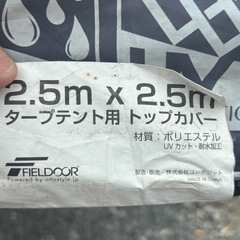 2.5m x 2.5m
タープテント用 トップカバー
材質：ポリエステル
UVカット・耐水加工
FIELDOOR
Powered by ottostyle.jp
製造・販売：株式会社コンポジット
MADE IN CHINA